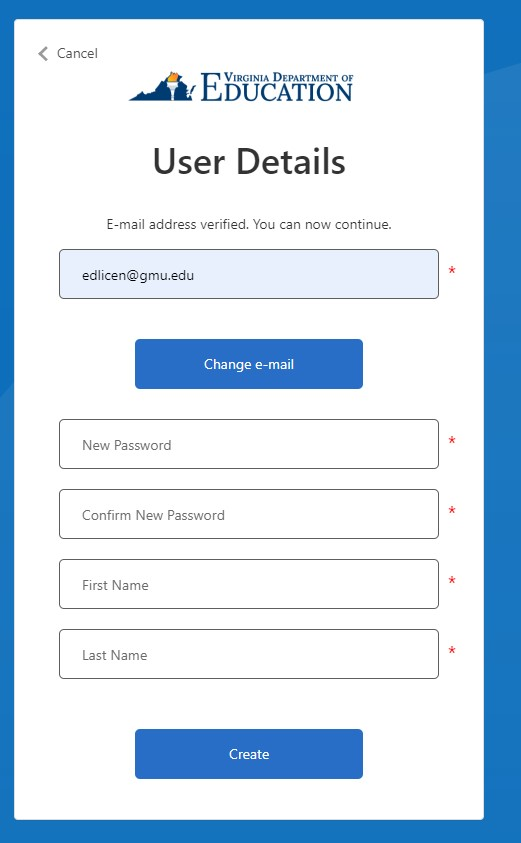 Cancel
VIRGINIA DEPARTMENT OF
EDUCATION
User Details
E-mail address verified. You can now continue.
edlicen@gmu.edu
*
Change e-mail
New Password
*
Confirm New Password
*
First Name
*
Last Name
*
Create